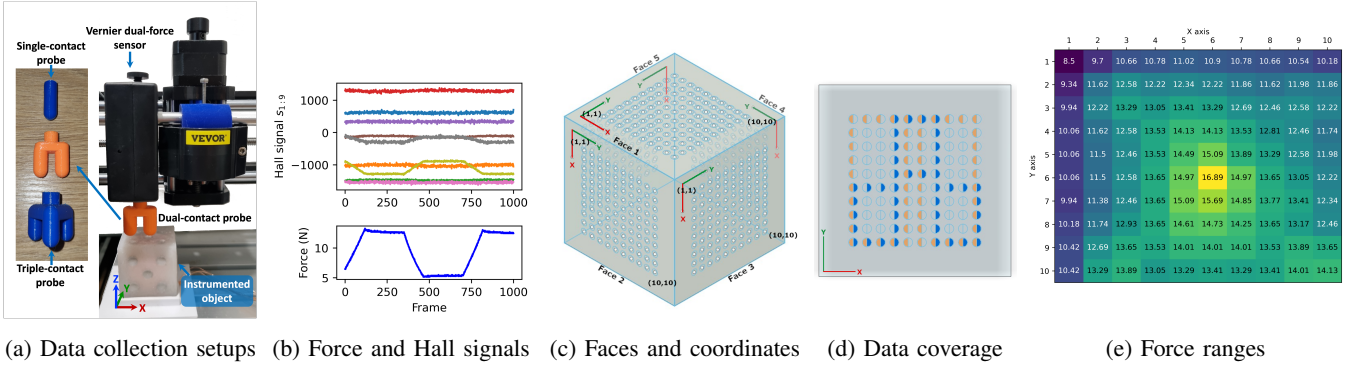 Vernier dual-force
sensor
Single-contact
probe
VEVOR
Dual-contact probe
Triple-contact
probe
Instrumented
object
Z
Y
X
Hall signal s1:9
1000
0
−1000
Force (N)
10
5
0 250 500 750 1000
Frame
Face 5
Y
X
(1,1)
Y
X
Face 4
Y
X
(10,10)
(1,1)
Y
X
Face 1
(1,1)
Y
X
(10,10)
(10,10)
Face 2
Face 3
Y
X
X axis
1 2 3 4 5 6 7 8 9 10
Y axis
1 8.5 9.7 10.66 10.78 11.02 10.9 10.78 10.66 10.54 10.18
2 9.34 11.62 12.58 12.22 12.34 12.22 11.86 11.62 11.98 11.86
3 9.94 12.22 13.29 13.05 13.41 13.29 12.69 12.46 12.58 12.22
4 10.06 11.62 12.58 13.53 14.13 14.13 13.53 12.81 12.46 11.74
5 10.06 11.5 12.46 13.53 14.49 15.09 13.89 13.29 12.58 11.98
6 10.06 11.5 12.46 13.65 14.97 16.89 14.97 13.65 13.05 12.22
7 9.94 11.38 12.46 13.65 15.09 15.69 14.85 13.77 13.41 12.34
8 10.18 11.74 12.93 13.65 14.61 14.73 14.25 13.65 13.17 12.46
9 10.42 12.69 13.65 13.53 14.01 14.01 13.53 13.53 13.89 13.65
10 10.42 13.29 13.89 13.05 13.29 13.41 13.29 13.41 14.01 14.13
(a) Data collection setups (b) Force and Hall signals (c) Faces and coordinates (d) Data coverage (e) Force ranges